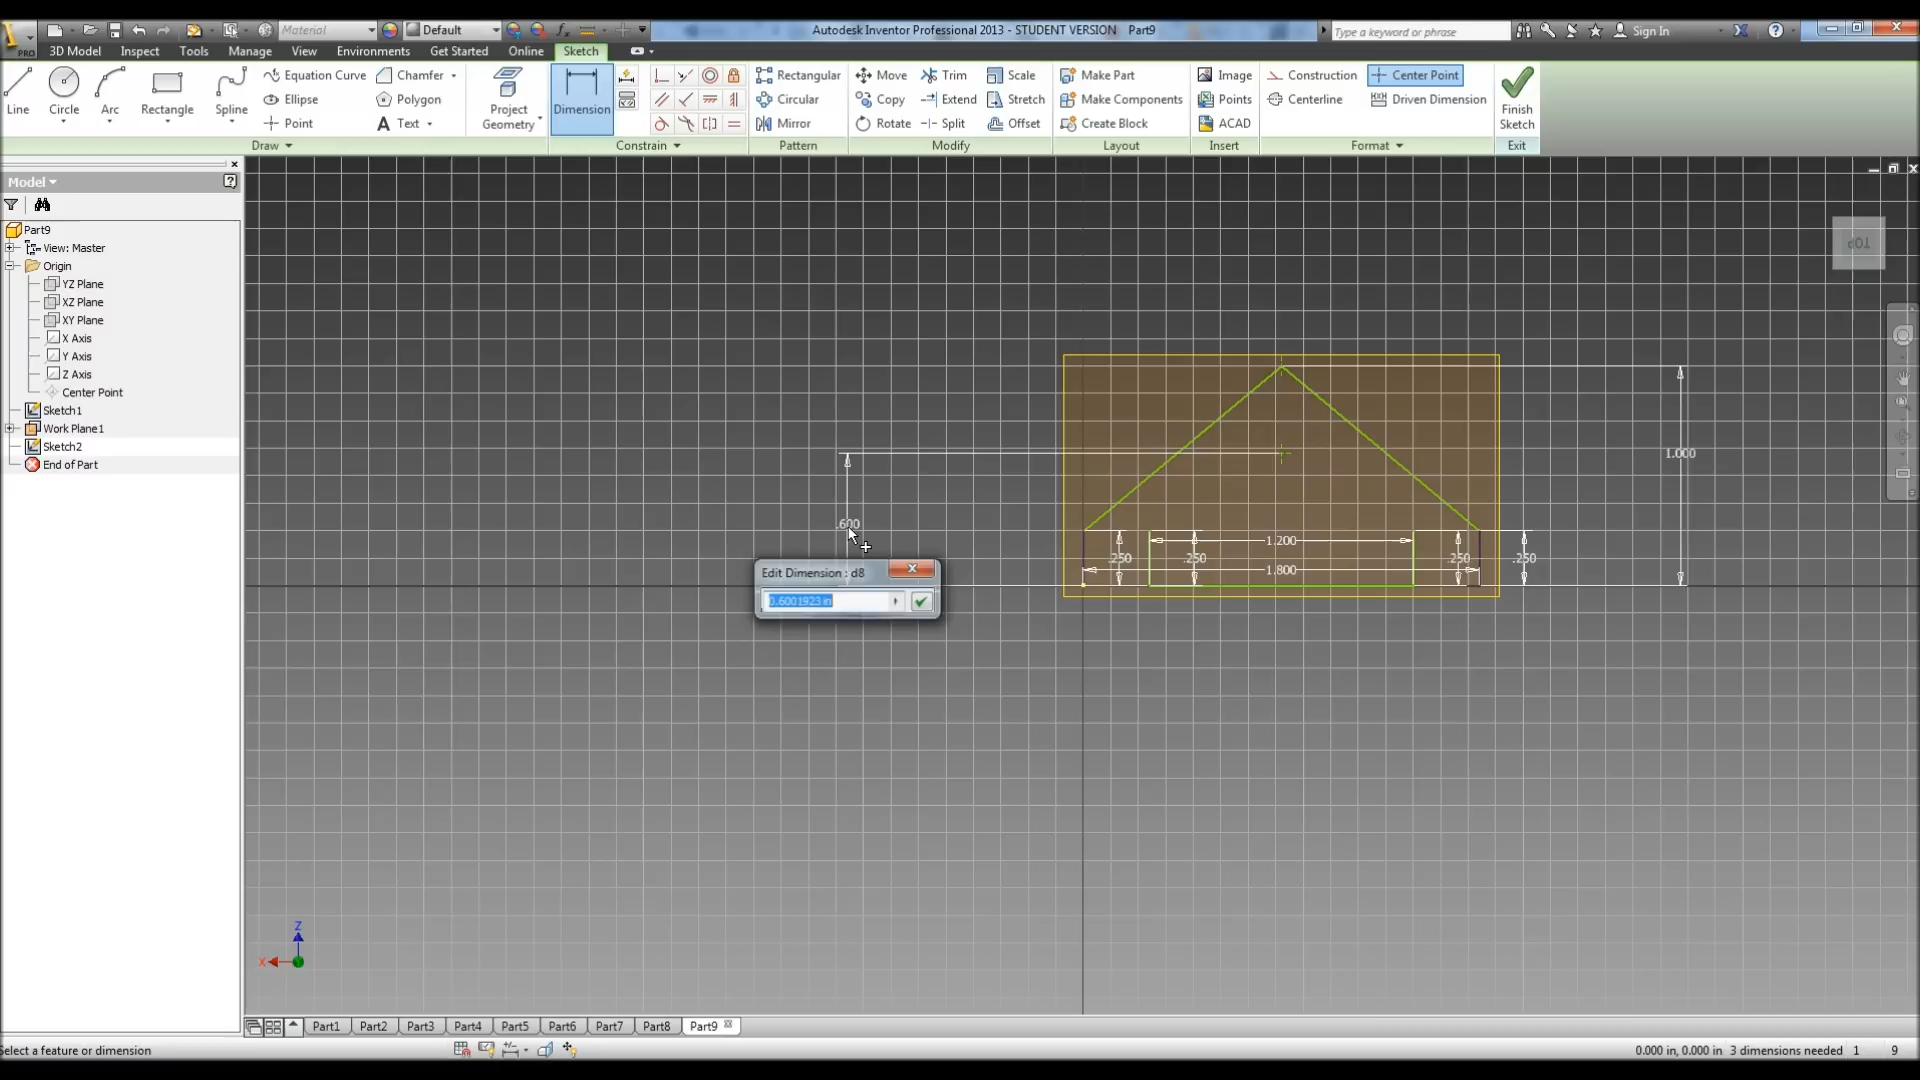 PRO
Material
Default
Autodesk Inventor Professional 2013 - STUDENT VERSION Part9
Type a keyword or phrase
Sign In
3D Model Inspect Tools Manage View Environments Get Started Online Sketch
Line
Circle
Arc
Rectangle
Spline
Equation Curve
Ellipse
Point
Chamfer
Polygon
Text
Project Geometry
Dimension
Rectangular
Circular
Mirror
Move
Copy
Rotate
Trim
Extend
Split
Scale
Stretch
Offset
Make Part
Make Components
Create Block
Image
Points
ACAD
Construction
Centerline
Center Point
Driven Dimension
Finish Sketch
Draw
Constrain
Pattern
Modify
Layout
Insert
Format
Exit
Model
Part9
View: Master
Origin
YZ Plane
XZ Plane
XY Plane
X Axis
Y Axis
Z Axis
Center Point
Sketch1
Work Plane1
Sketch2
End of Part
TOP
1.000
.600
1.200
.250 .250 .250 .250
1.800
Edit Dimension : d8
0.6001923 in
Z
X
Part1 Part2 Part3 Part4 Part5 Part6 Part7 Part8 Part9
Select a feature or dimension
0.000 in, 0.000 in 3 dimensions needed 1 9